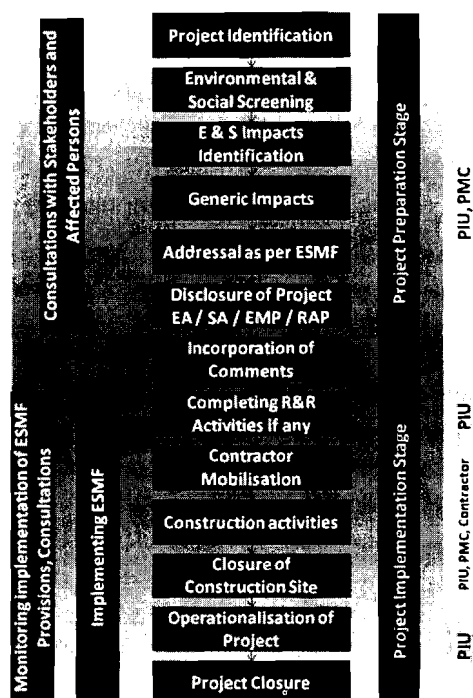 Project Identification
Environmental &
Social Screening
E & S Impacts
Identification
Generic Impacts
Addressal as per ESMF
Disclosure of Project
EA / SA / EMP / RAP
Incorporation of
Comments
Completing R&R
Activities if any
Contractor
Mobilisation
Construction activities
Closure of
Construction Site
Operationalisation of
Project
Project Closure
Consultations with Stakeholders and
Affected Persons
Monitoring implementation of ESMF
Provisions, Consultations
Implementing ESMF
Project Preparation Stage
Project Implementation Stage
PIU, PMC
PIU
PIU, PMC, Contractor
PIU